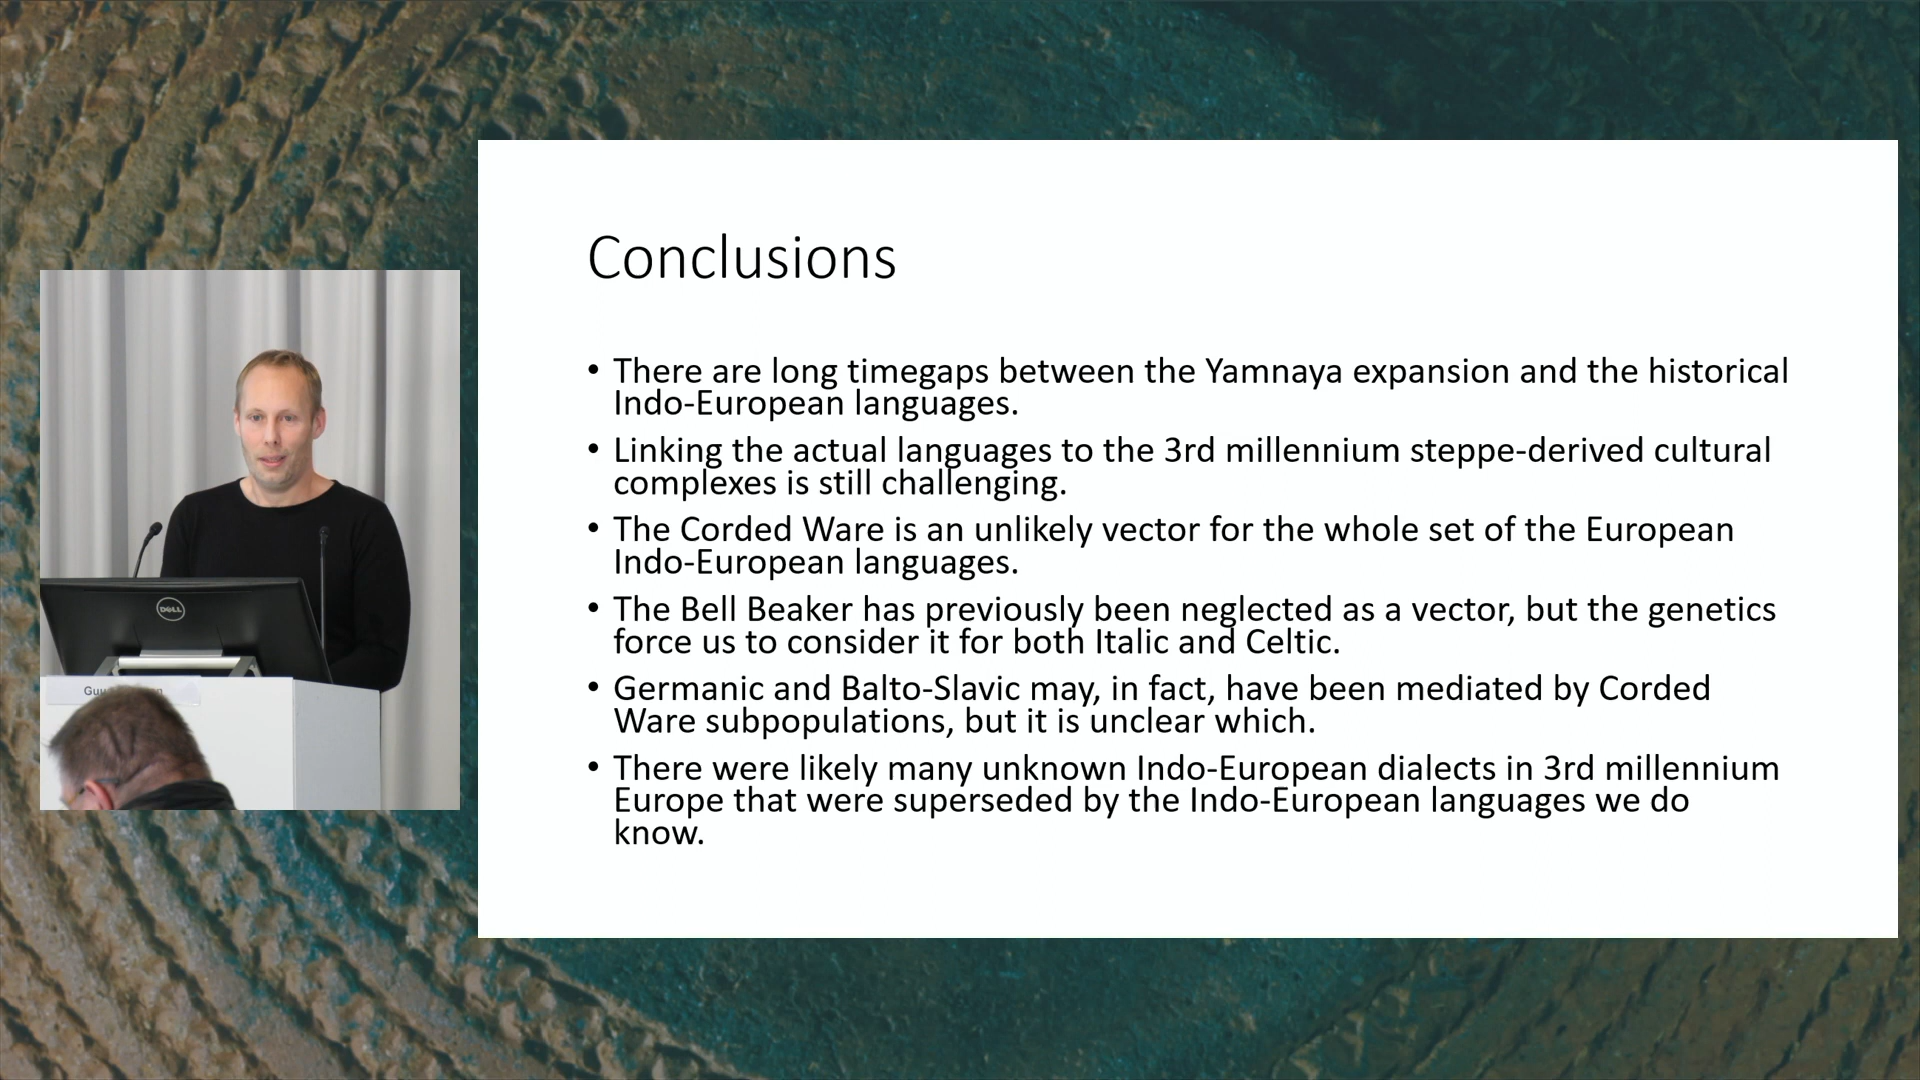 Conclusions
• There are long timegaps between the Yamnaya expansion and the historical
Indo-European languages.
• Linking the actual languages to the 3rd millennium steppe-derived cultural
complexes is still challenging.
• The Corded Ware is an unlikely vector for the whole set of the European
Indo-European languages.
• The Bell Beaker has previously been neglected as a vector, but the genetics
force us to consider it for both Italic and Celtic.
• Germanic and Balto-Slavic may, in fact, have been mediated by Corded
Ware subpopulations, but it is unclear which.
• There were likely many unknown Indo-European dialects in 3rd millennium
Europe that were superseded by the Indo-European languages we do
know.
DELL